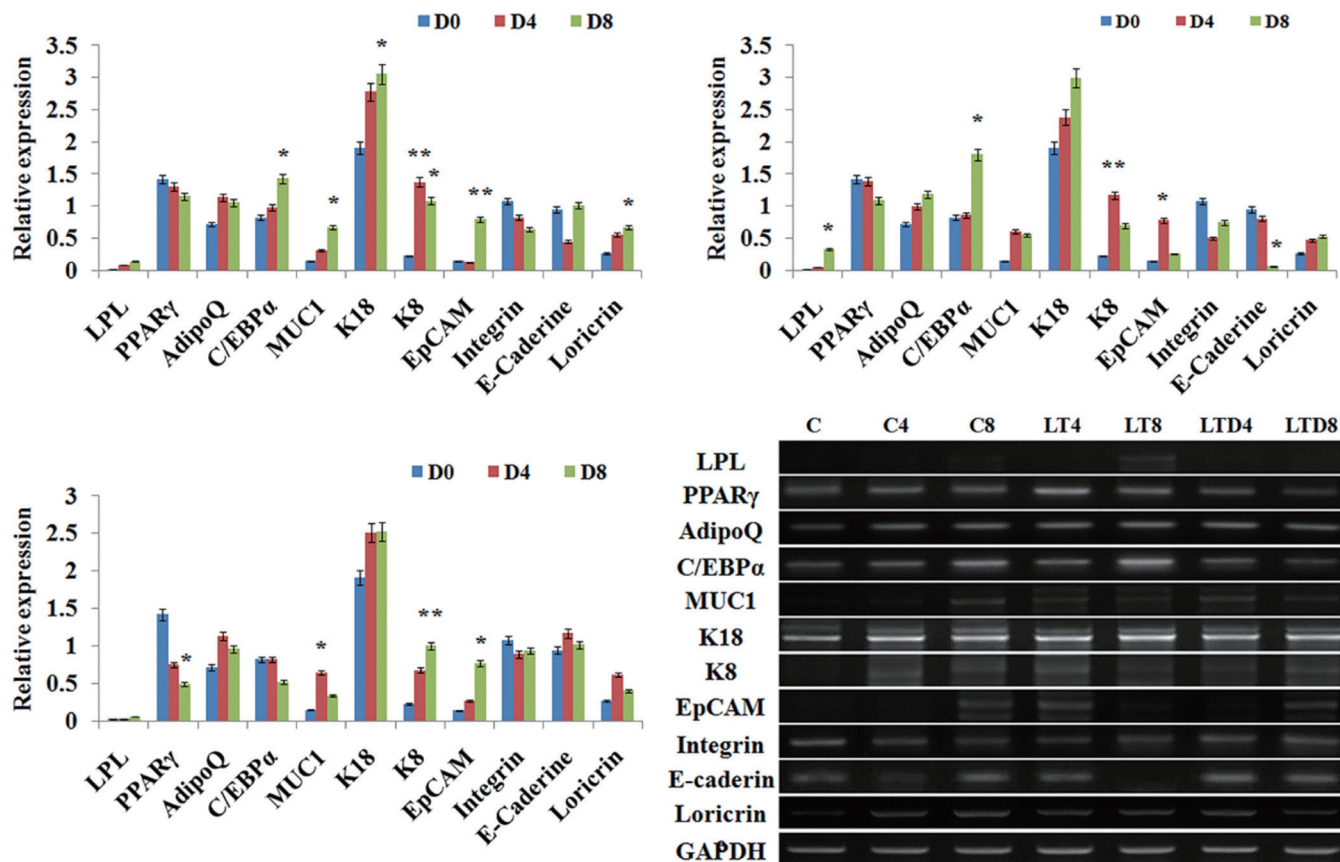 D0 D4 D8
Relative expression
3.5
3
2.5
2
1.5
1
0.5
0
*
*
*
**
*
**
*
LPL
PPARγ
AdipoQ
C/EBPα
MUC1
K18
K8
EpCAM
Integrin
E-Caderine
Loricrin
D0 D4 D8
Relative expression
3.5
3
2.5
2
1.5
1
0.5
0
*
*
**
*
*
LPL
PPARγ
AdipoQ
C/EBPα
MUC1
K18
K8
EpCAM
Integrin
E-Caderine
Loricrin
D0 D4 D8
Relative expression
3
2.5
2
1.5
1
0.5
0
*
*
**
*
LPL
PPARγ
AdipoQ
C/EBPα
MUC1
K18
K8
EpCAM
Integrin
E-Caderine
Loricrin
C C4 C8 LT4 LT8 LTD4 LTD8
LPL
PPARγ
AdipoQ
C/EBPα
MUC1
K18
K8
EpCAM
Integrin
E-caderin
Loricrin
GAPDH